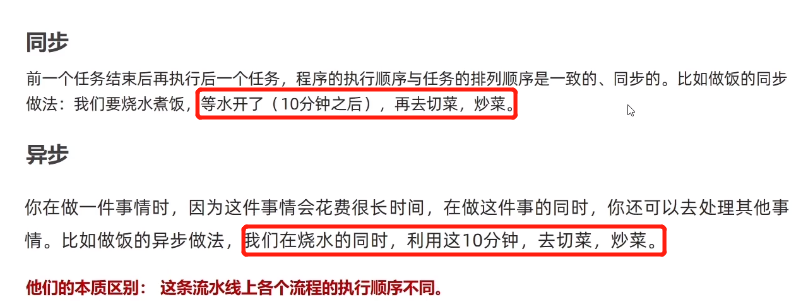 同步
前一个任务结束后再执行后一个任务，程序的执行顺序与任务的排列顺序是一致的、同步的。比如做饭的同步
做法：我们要烧水煮饭，等水开了（10分钟之后），再去切菜，炒菜。
异步
你在做一件事情时，因为这件事情会花费很长时间，在做这件事的同时，你还可以去处理其他事
情。比如做饭的异步做法，我们在烧水的同时，利用这10分钟，去切菜，炒菜。
他们的本质区别： 这条流水线上各个流程的执行顺序不同。